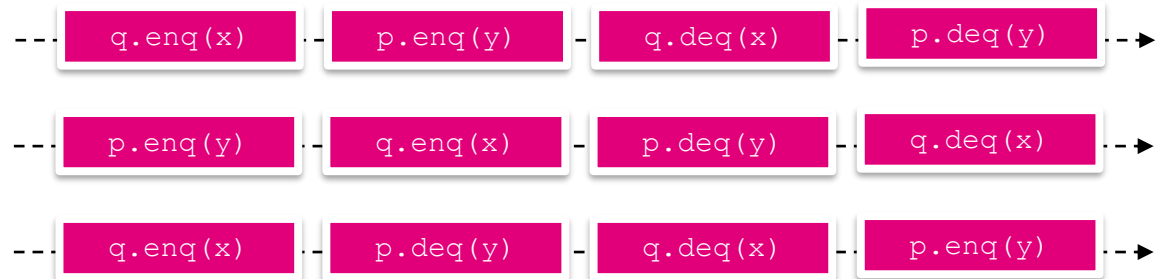 q.enq(x) p.enq(y) q.deq(x) p.deq(y)
p.enq(y) q.enq(x) p.deq(y) q.deq(x)
q.enq(x) p.deq(y) q.deq(x) p.enq(y)